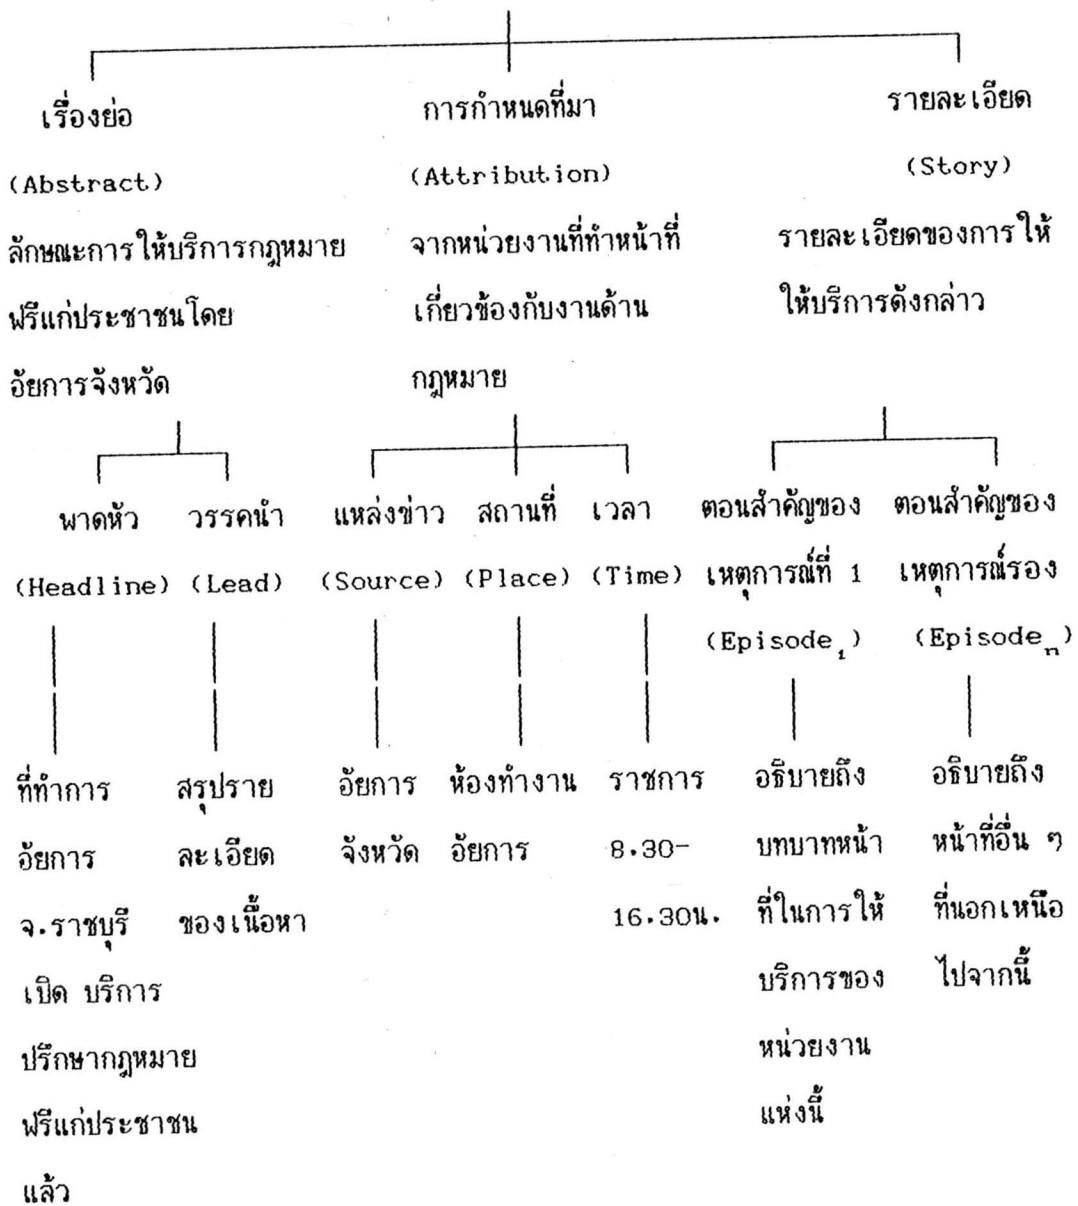 เรื่องย่อ การกำหนดที่มา รายละเอียด
(Abstract) (Attribution) (Story)
ลักษณะการให้บริการกฎหมาย จากหน่วยงานที่ทำหน้าที่ รายละเอียดของการให้
ฟรีแก่ประชาชนโดย เกี่ยวข้องกับงานด้าน ให้บริการดังกล่าว
อัยการจังหวัด กฎหมาย
พาดหัว วรรคนำ แหล่งข่าว สถานที่ เวลา ตอนสำคัญของ ตอนสำคัญของ
(Headline) (Lead) (Source) (Place) (Time) เหตุการณ์ที่ 1 เหตุการณ์รอง
(Episode₁) (Episodeₙ)
ที่ทำการ สรุปราย อัยการ ห้องทำงาน ราชการ อธิบายถึง อธิบายถึง
อัยการ ละเอียด จังหวัด อัยการ 8.30- บทบาทหน้า หน้าที่อื่น ๆ
จ.ราชบุรี ของเนื้อหา 16.30น. ที่ในการให้ ที่นอกเหนือ
เปิด บริการ บริการของ ไปจากนี้
ปรึกษากฎหมาย หน่วยงาน
ฟรีแก่ประชาชน แห่งนี้
แล้ว